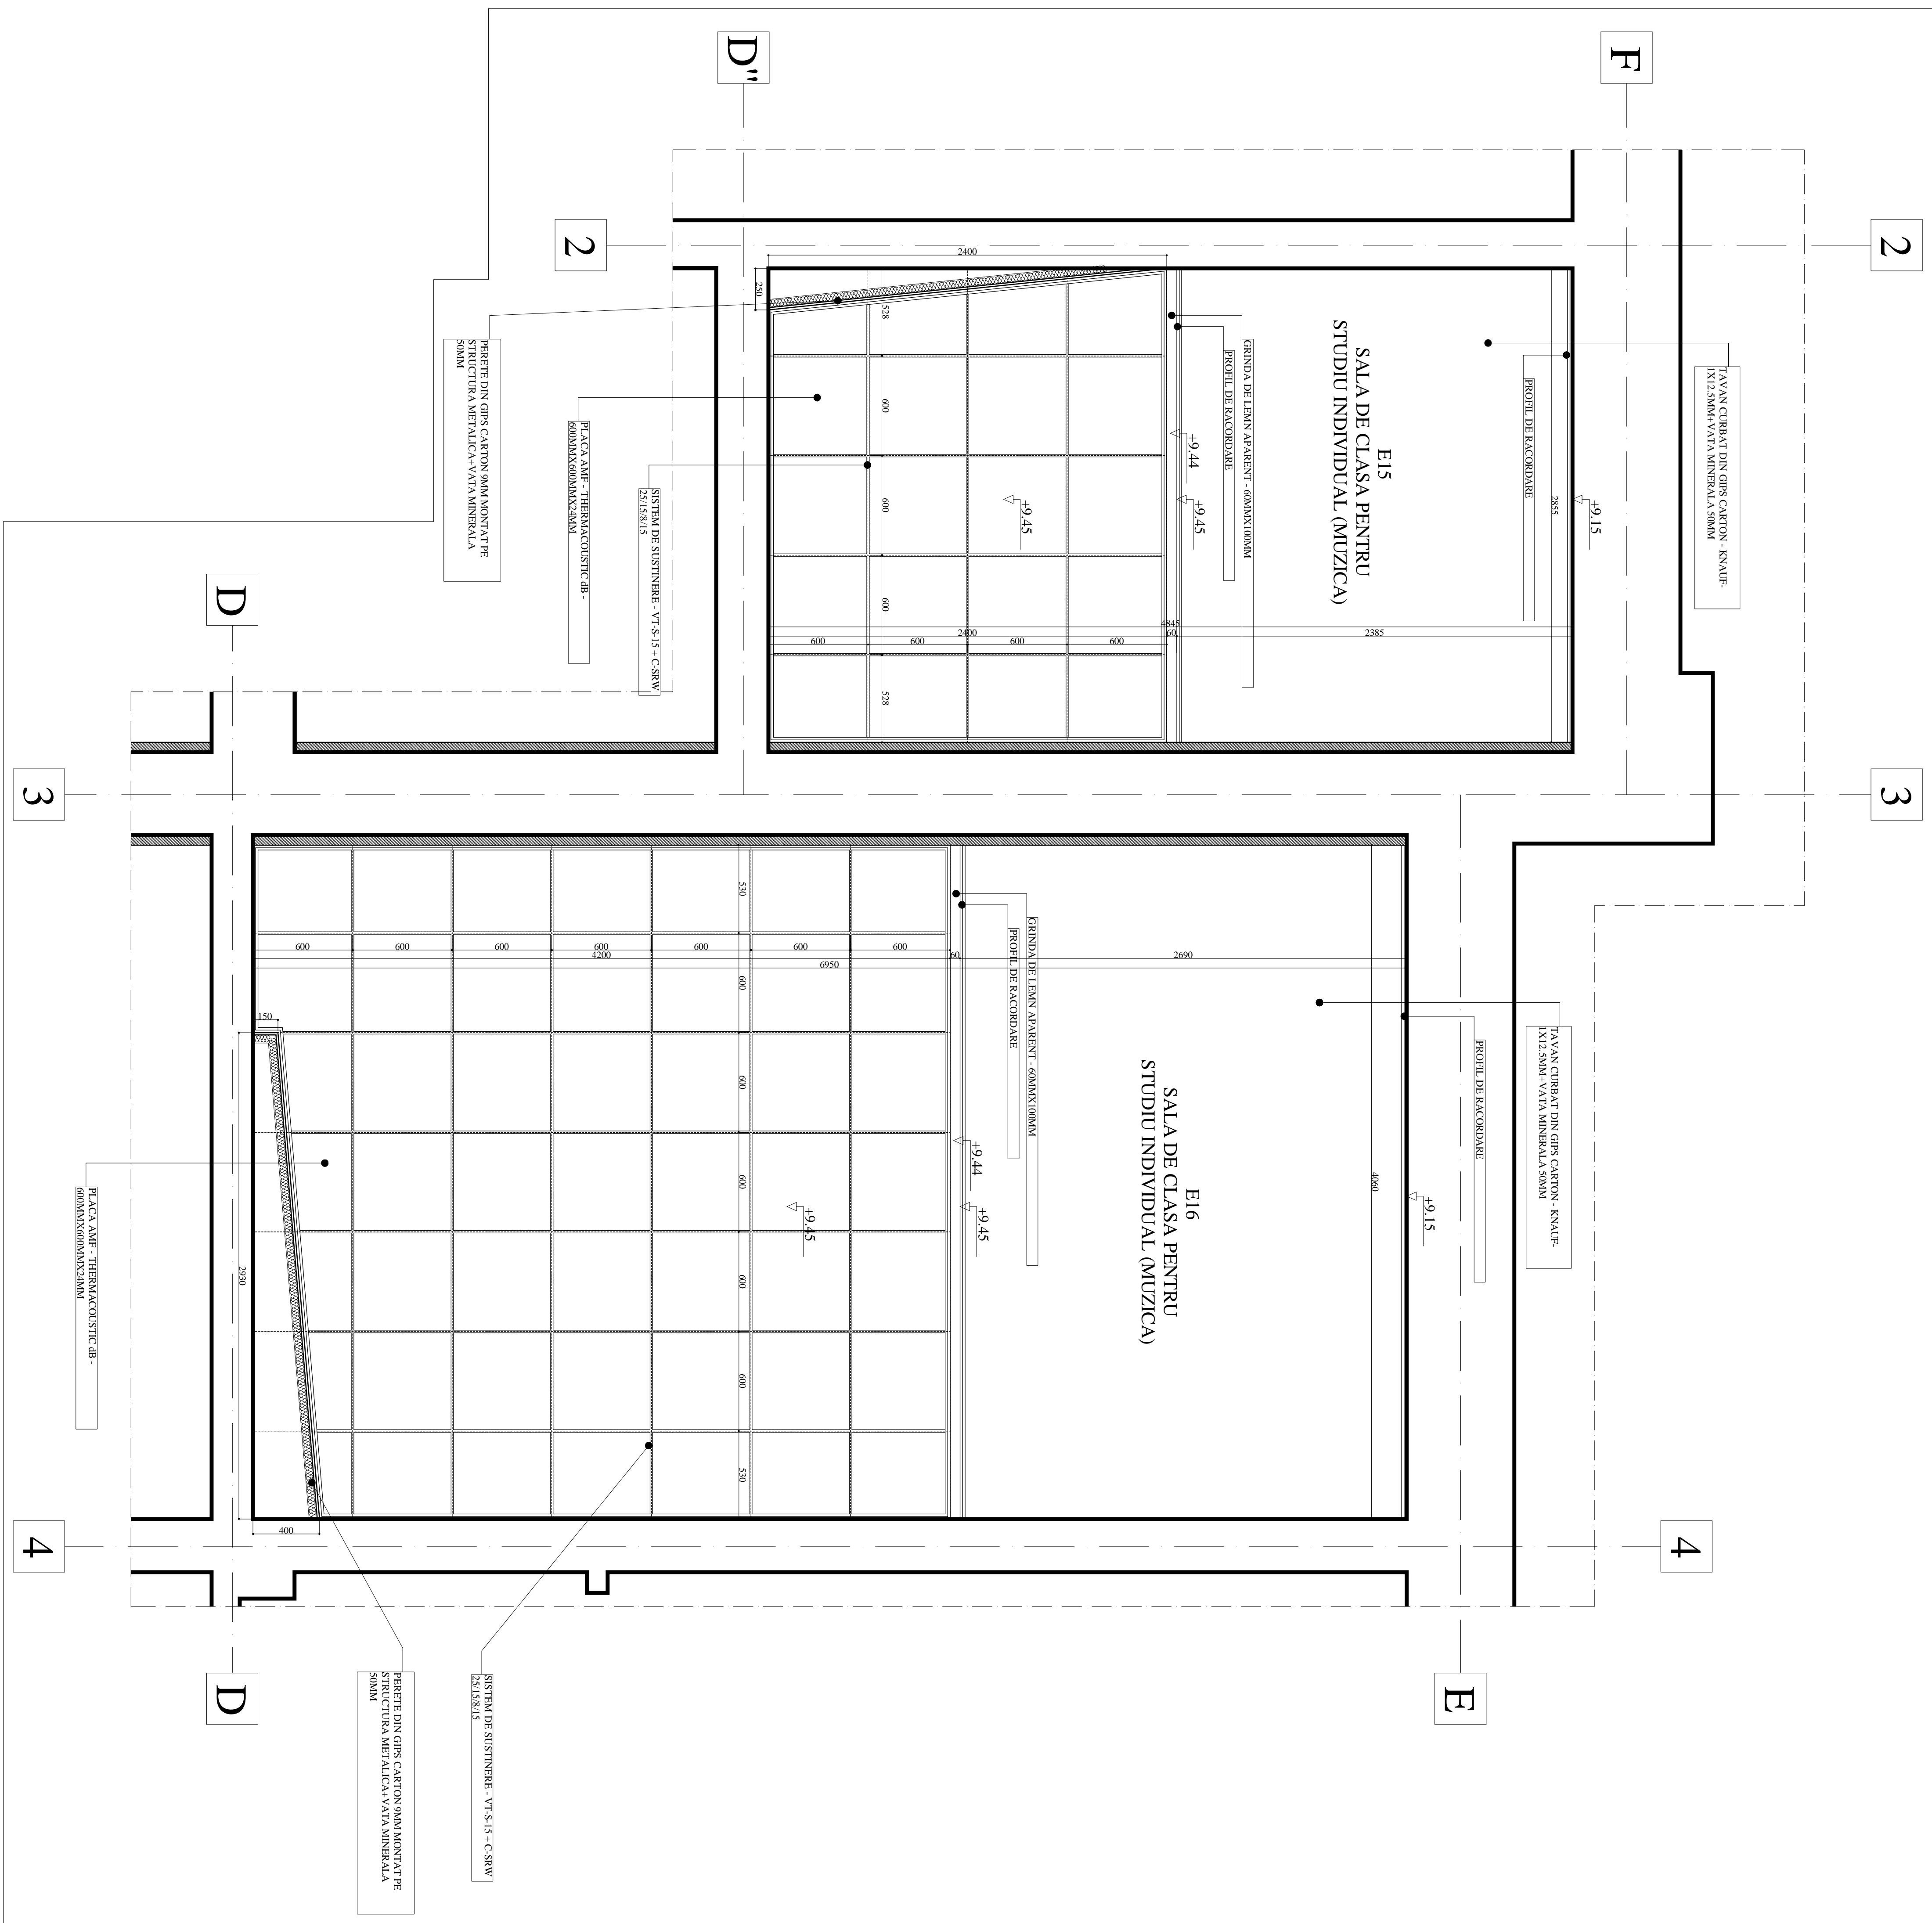 2
3
4
F
E
D"
D
D
2
3
4
TAVAN CURBAT DIN GIPS CARTON - KNAUF-
1X12.5MM+VATA MINERALA 50MM
PROFIL DE RACORDARE
+9.15
2855
E15
SALA DE CLASA PENTRU
STUDIU INDIVIDUAL (MUZICA)
GRINDA DE LEMN APARENT - 60MMX100MM
PROFIL DE RACORDARE
+9.44
+9.45
+9.45
2400
250
528
600
600
600
528
4845
2385
60
2400
600
600
600
600
SISTEM DE SUSTINERE - VT-S-15 + C-SRW
25/15/8/15
PLACA AMF - THERMACOUSTIC dB -
600MMX600MMX24MM
PERETE DIN GIPS CARTON 9MM MONTAT PE
STRUCTURA METALICA+VATA MINERALA
50MM
TAVAN CURBAT DIN GIPS CARTON - KNAUF-
1X12.5MM+VATA MINERALA 50MM
PROFIL DE RACORDARE
+9.15
4060
E16
SALA DE CLASA PENTRU
STUDIU INDIVIDUAL (MUZICA)
GRINDA DE LEMN APARENT - 60MMX100MM
PROFIL DE RACORDARE
+9.44
+9.45
+9.45
2690
60
6950
4200
600
600
600
600
600
600
600
530
600
600
600
600
600
530
150
2930
400
SISTEM DE SUSTINERE - VT-S-15 + C-SRW
25/15/8/15
PERETE DIN GIPS CARTON 9MM MONTAT PE
STRUCTURA METALICA+VATA MINERALA
50MM
PLACA AMF - THERMACOUSTIC dB -
600MMX600MMX24MM